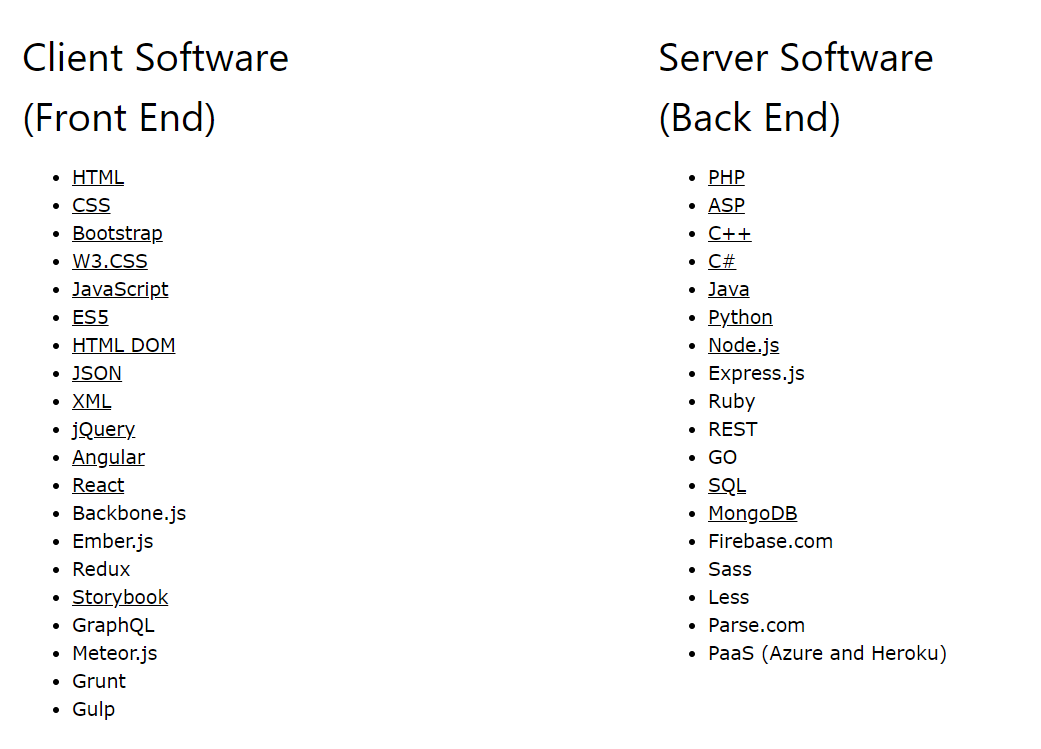 Client Software
(Front End)
HTML
CSS
Bootstrap
W3.CSS
JavaScript
ES5
HTML DOM
JSON
XML
jQuery
Angular
React
Backbone.js
Ember.js
Redux
Storybook
GraphQL
Meteor.js
Grunt
Gulp
Server Software
(Back End)
PHP
ASP
C++
C#
Java
Python
Node.js
Express.js
Ruby
REST
GO
SQL
MongoDB
Firebase.com
Sass
Less
Parse.com
PaaS (Azure and Heroku)